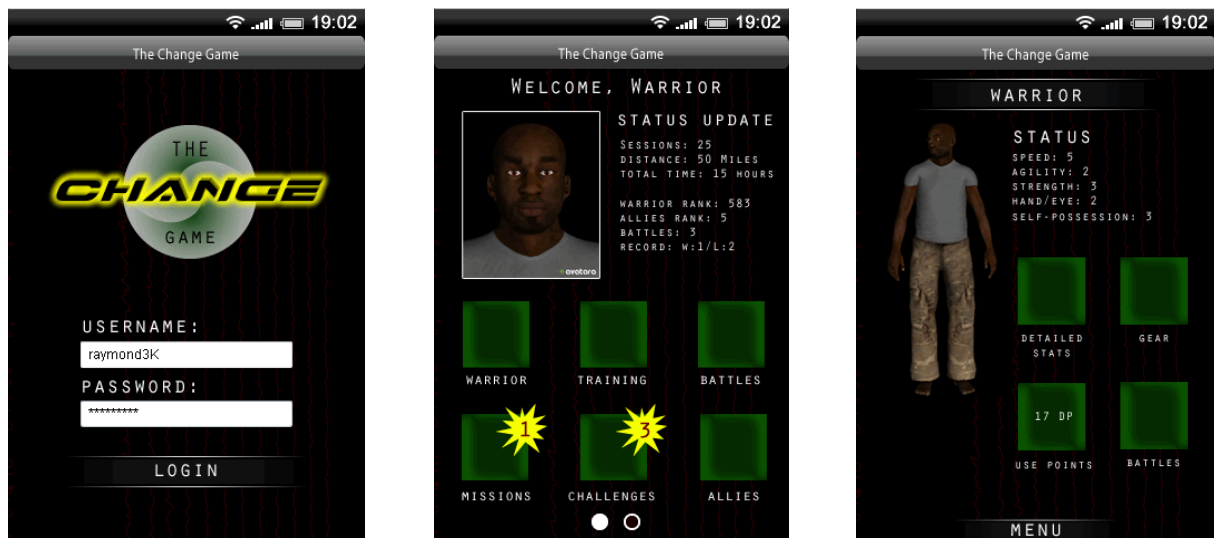 19:02
The Change Game
THE
CHANGE
GAME
USERNAME:
raymond3K
PASSWORD:
*********
LOGIN
19:02
The Change Game
WELCOME, WARRIOR
STATUS UPDATE
SESSIONS: 25
DISTANCE: 50 MILES
TOTAL TIME: 15 HOURS
WARRIOR RANK: 583
ALLIES RANK: 5
BATTLES: 3
RECORD: W:1/L:2
avatara
WARRIOR
TRAINING
BATTLES
1
3
MISSIONS
CHALLENGES
ALLIES
19:02
The Change Game
WARRIOR
STATUS
SPEED: 5
AGILITY: 2
STRENGTH: 3
HAND/EYE: 2
SELF-POSSESSION: 3
DETAILED
STATS
GEAR
17 DP
USE POINTS
BATTLES
MENU